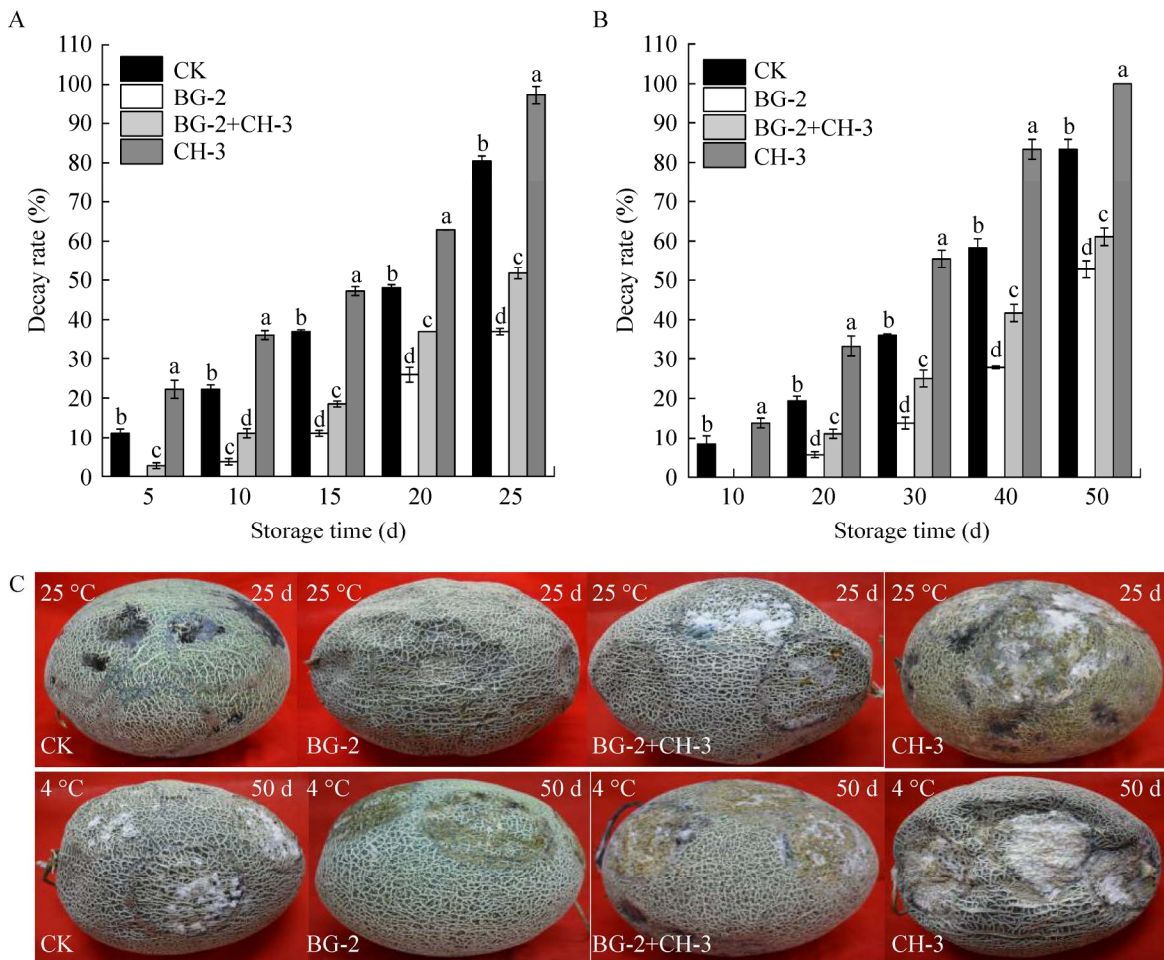 A
110
100
90
80
70
60
50
40
30
20
10
0
Decay rate (%)
CK
BG-2
BG-2+CH-3
CH-3
b
c
a
b
c
d
a
b
d
c
a
b
d
c
a
b
d
c
a
5
10
15
20
25
Storage time (d)
B
110
100
90
80
70
60
50
40
30
20
10
0
Decay rate (%)
CK
BG-2
BG-2+CH-3
CH-3
b
a
b
d
c
a
b
d
c
a
b
d
c
a
b
d
c
a
10
20
30
40
50
Storage time (d)
C
25 °C 25 d
CK
25 °C 25 d
BG-2
25 °C 25 d
BG-2+CH-3
25 °C 25 d
CH-3
4 °C 50 d
CK
4 °C 50 d
BG-2
4 °C 50 d
BG-2+CH-3
4 °C 50 d
CH-3